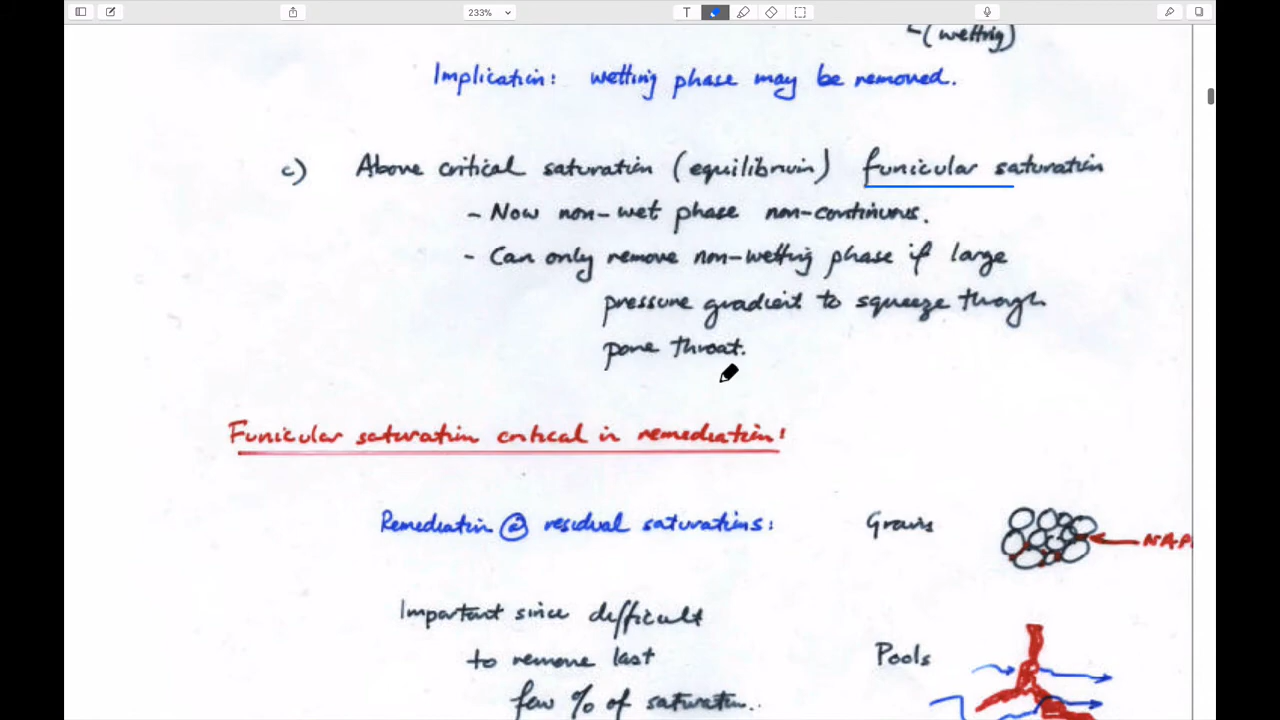 233%
T
(wetting)
Implication: wetting phase may be removed.
c) Above critical saturation (equilibrium) funicular saturation
- Now non-wet phase non-continuous.
- Can only remove non-wetting phase if large
pressure gradient to squeeze though
pore throat.
Funicular saturation critical in remediation:
Remediation @ residual saturations: Grains
NAP
Important since difficult
to remove last Pools
few % of saturation..